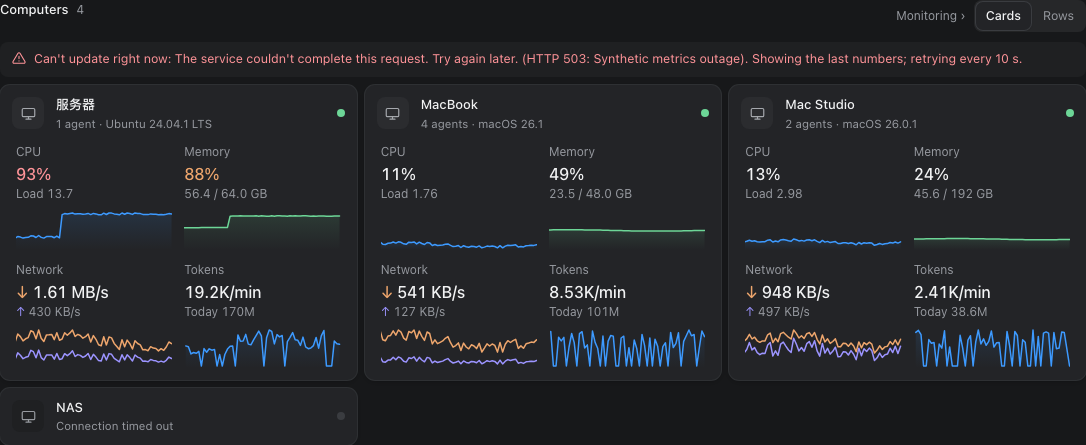 Computers 4
Monitoring › Cards Rows
Can't update right now: The service couldn't complete this request. Try again later. (HTTP 503: Synthetic metrics outage). Showing the last numbers; retrying every 10 s.
服务器
1 agent · Ubuntu 24.04.1 LTS
CPU Memory
93% 88%
Load 13.7 56.4 / 64.0 GB
Network Tokens
↓ 1.61 MB/s 19.2K/min
↑ 430 KB/s Today 170M
MacBook
4 agents · macOS 26.1
CPU Memory
11% 49%
Load 1.76 23.5 / 48.0 GB
Network Tokens
↓ 541 KB/s 8.53K/min
↑ 127 KB/s Today 101M
Mac Studio
2 agents · macOS 26.0.1
CPU Memory
13% 24%
Load 2.98 45.6 / 192 GB
Network Tokens
↓ 948 KB/s 2.41K/min
↑ 497 KB/s Today 38.6M
NAS
Connection timed out